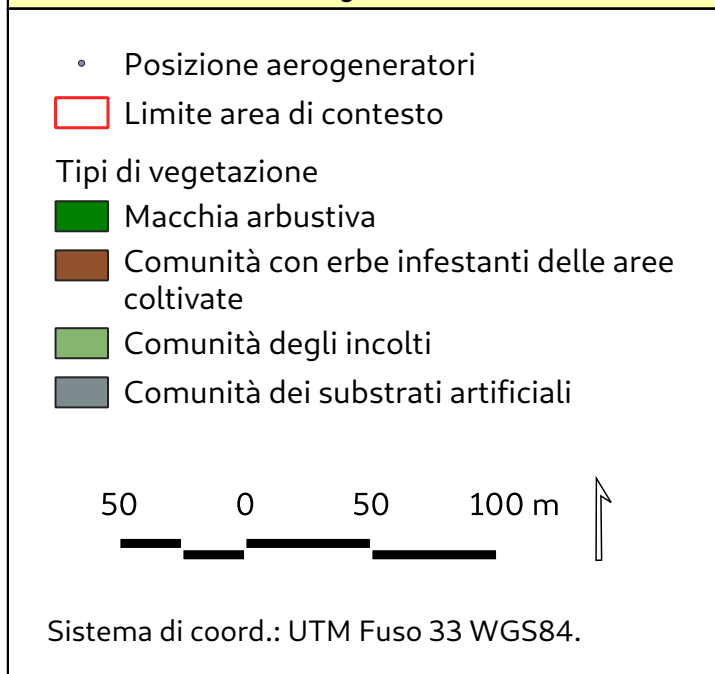 Posizione aerogeneratori
Limite area di contesto
Tipi di vegetazione
Macchia arbustiva
Comunità con erbe infestanti delle aree
coltivate
Comunità degli incolti
Comunità dei substrati artificiali
50 0 50 100 m
Sistema di coord.: UTM Fuso 33 WGS84.